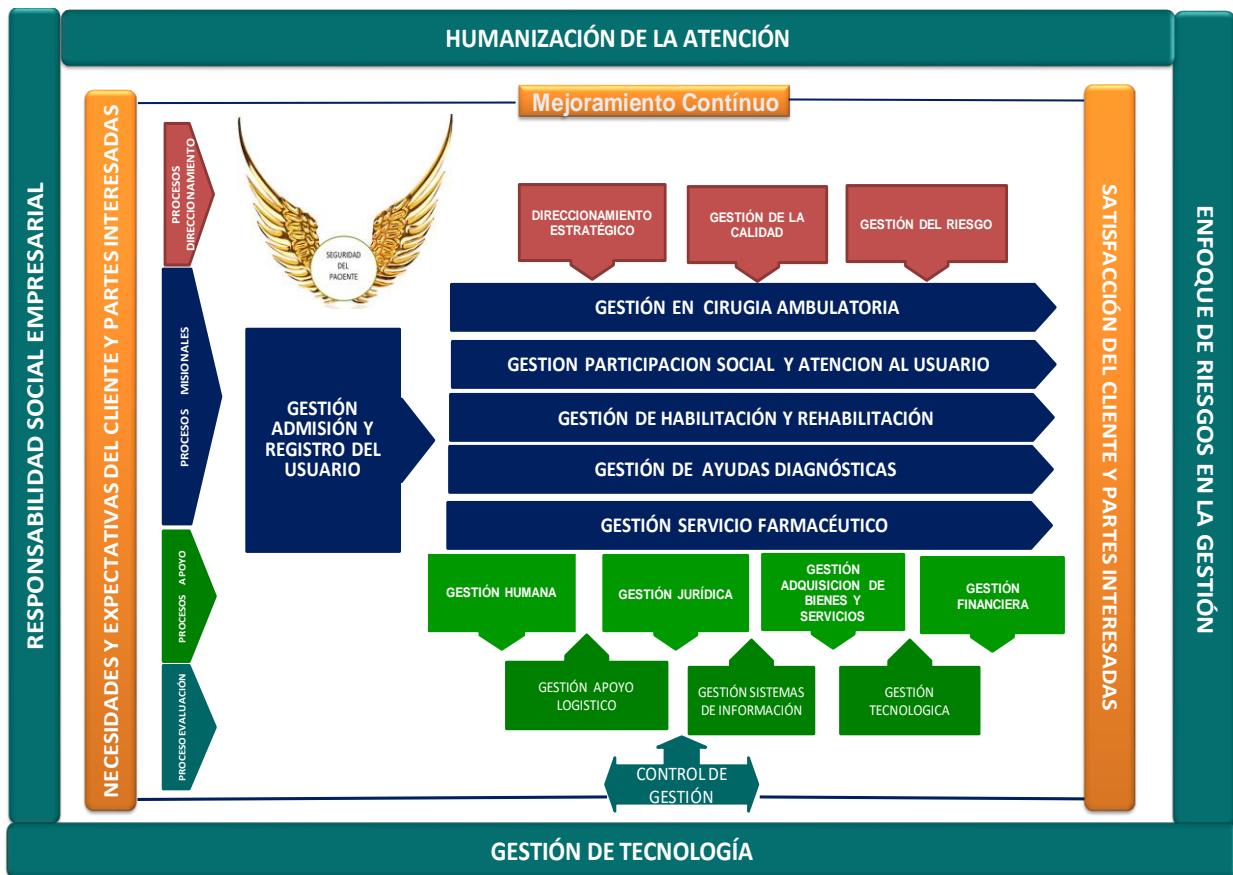 HUMANIZACIÓN DE LA ATENCIÓN
RESPONSABILIDAD SOCIAL EMPRESARIAL
NECESIDADES Y EXPECTATIVAS DEL CLIENTE Y PARTES INTERESADAS
Mejoramiento Contínuo
PROCESOS
DIRECCIONAMIENTO
SEGURIDAD
DEL
PACIENTE
DIRECCIONAMIENTO
ESTRATÉGICO
GESTIÓN DE LA
CALIDAD
GESTIÓN DEL RIESGO
PROCESOS MISIONALES
GESTIÓN
ADMISIÓN Y
REGISTRO DEL
USUARIO
GESTIÓN EN CIRUGIA AMBULATORIA
GESTION PARTICIPACION SOCIAL Y ATENCION AL USUARIO
GESTIÓN DE HABILITACIÓN Y REHABILITACIÓN
GESTIÓN DE AYUDAS DIAGNÓSTICAS
GESTIÓN SERVICIO FARMACÉUTICO
PROCESOS APOYO
GESTIÓN HUMANA
GESTIÓN JURÍDICA
GESTIÓN
ADQUISICION DE
BIENES Y
SERVICIOS
GESTIÓN
FINANCIERA
GESTIÓN APOYO
LOGISTICO
GESTIÓN SISTEMAS
DE INFORMACIÓN
GESTIÓN
TECNOLOGICA
PROCESO EVALUACIÓN
CONTROL DE
GESTIÓN
SATISFACCIÓN DEL CLIENTE Y PARTES INTERESADAS
ENFOQUE DE RIESGOS EN LA GESTIÓN
GESTIÓN DE TECNOLOGÍA